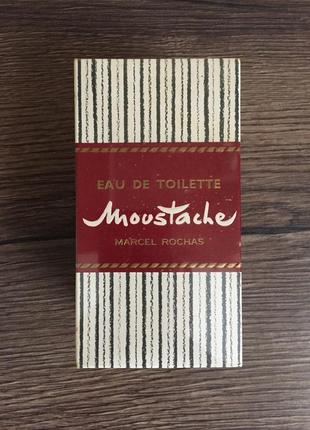 EAU DE TOILETTE
Moustache
MARCEL ROCHAS